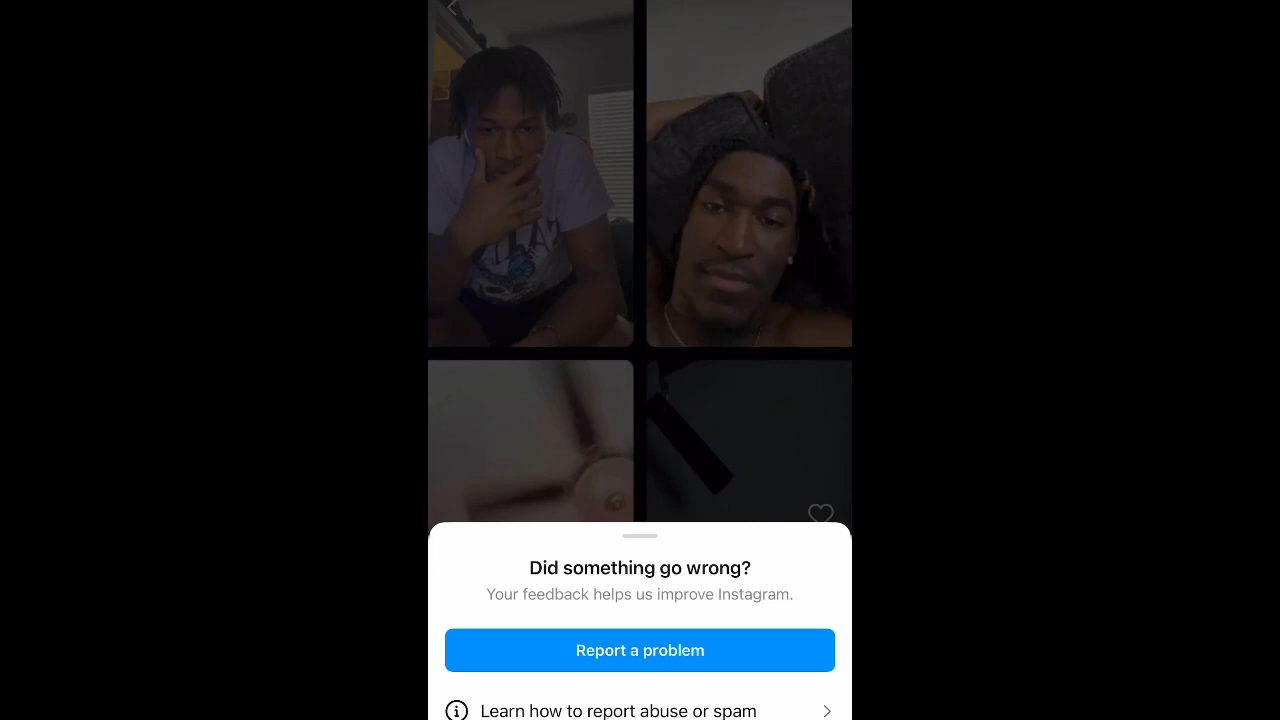 Did something go wrong?
Your feedback helps us improve Instagram.
Report a problem
Learn how to report abuse or spam